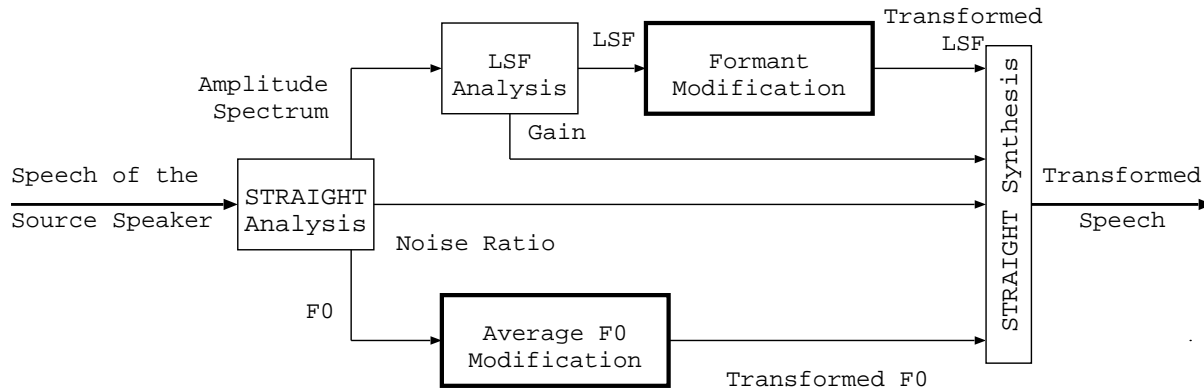 Transformed
LSF
LSF
LSF
Analysis
Formant
Modification
Amplitude
Spectrum
Gain
Speech of the
Source Speaker
STRAIGHT
Analysis
STRAIGHT Synthesis
Transformed
Speech
Noise Ratio
F0
Average F0
Modification
Transformed F0